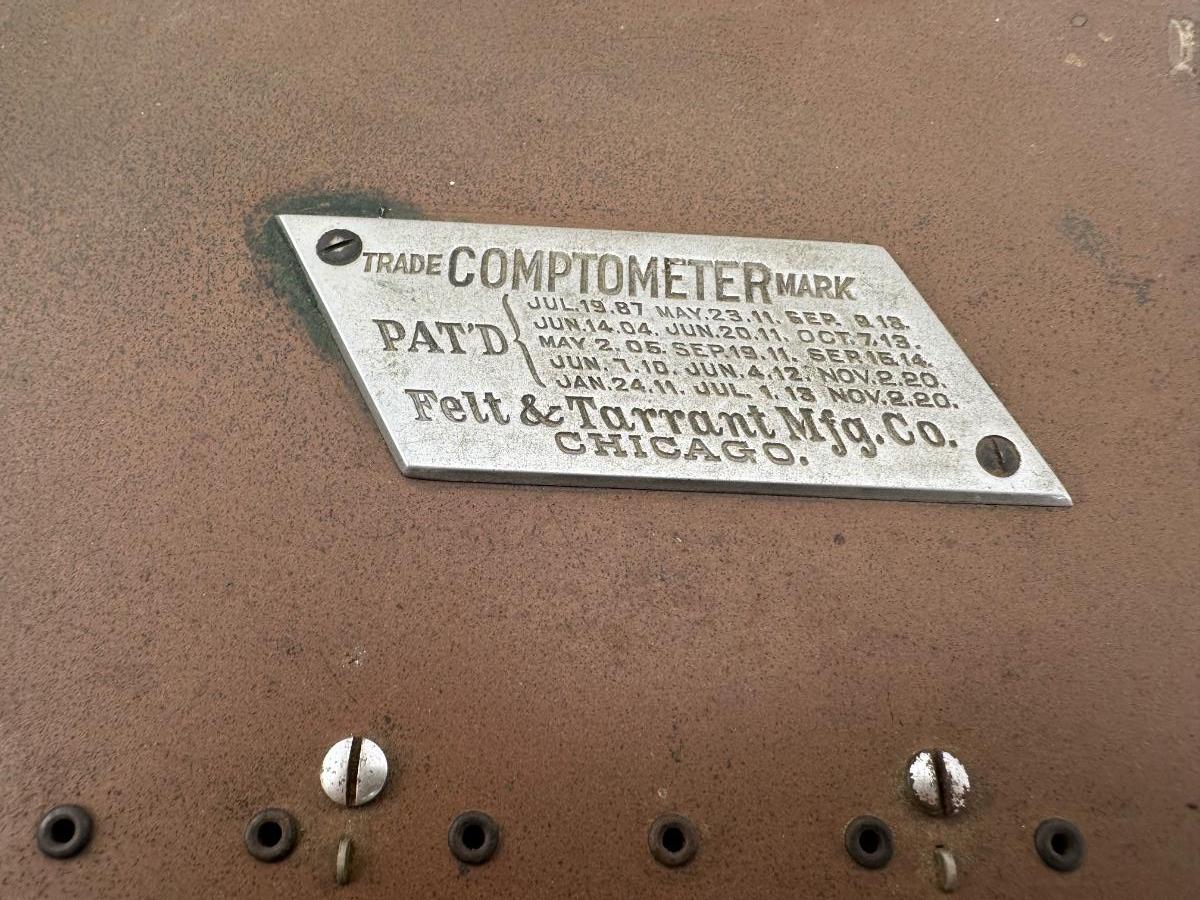 TRADE COMPTOMETER MARK
PAT'D
JUL.19.87 MAY.23.11. SEP. 9.13.
JUN.14.04. JUN.20.11. OCT.7.13.
MAY 2.05. SEP.19.11. SEP.15.14.
JUN. 7.10. JUN.4.12. NOV.2.20.
JAN.24.11. JUL. 1.13 NOV.2.20.
Felt & Tarrant Mfg.Co.
CHICAGO.